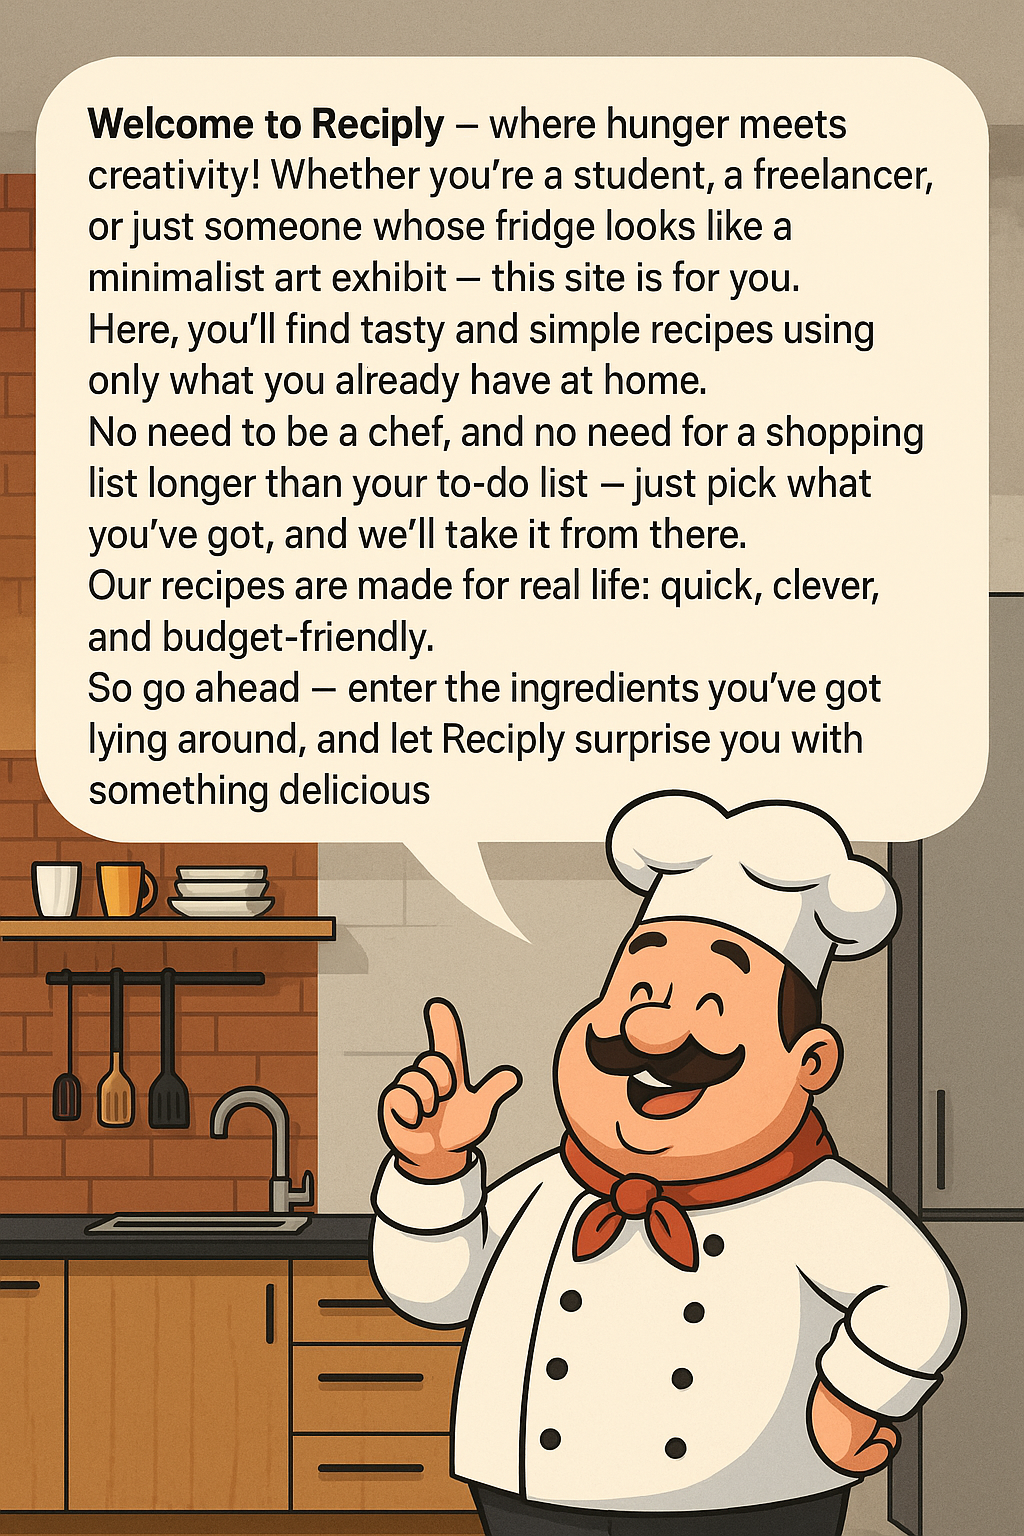 Welcome to Reciply – where hunger meets
creativity! Whether you’re a student, a freelancer,
or just someone whose fridge looks like a
minimalist art exhibit – this site is for you.
Here, you’ll find tasty and simple recipes using
only what you already have at home.
No need to be a chef, and no need for a shopping
list longer than your to-do list – just pick what
you’ve got, and we’ll take it from there.
Our recipes are made for real life: quick, clever,
and budget-friendly.
So go ahead – enter the ingredients you’ve got
lying around, and let Reciply surprise you with
something delicious